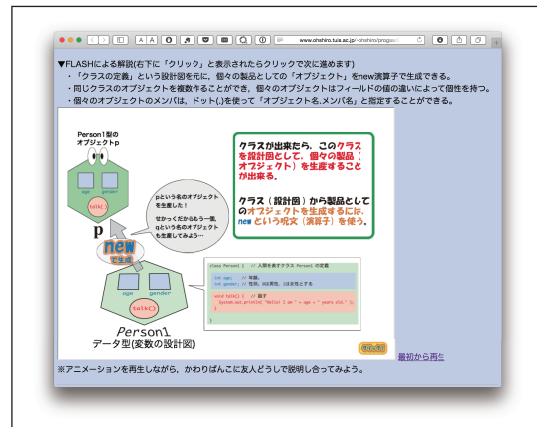 www.ohshiro.tuis.ac.jp/~ohshiro/progum
▼FLASHによる解説(右下に「クリック」と表示されたらクリックで次に進めます)
・「クラスの定義」という設計図を元に、個々の製品としての「オブジェクト」をnew演算子で生成できる。
・同じクラスのオブジェクトを複数作ることができ、個々のオブジェクトはフィールドの値の違いによって個性を持つ。
・個々のオブジェクトのメンバは、ドット(.)を使って「オブジェクト名.メンバ名」と指定することができる。
Person1型の
オブジェクトp
age gender
talk()
p
new
で生成
pという名のオブジェクト
を生産した!
せっかくだからもう一個、
qという名のオブジェクト
も生産してみよう…
クラスが出来たら、このクラス
を設計図として、個々の製品(
オブジェクト)を生産すること
が出来る。
クラス(設計図)から製品として
のオブジェクトを生成するには、
newという呪文(演算子)を使う。
age gender
talk()
Person1
データ型(変数の設計図)
class Person1 { // 人間を表すクラス Person1 の定義
int age; // 年齢。
int gender; // 性別。0は男性、1は女性とする
void talk() { // 話す
System.out.println( "Hello! I am " + age + " years old." );
}
}
最初から再生
※アニメーションを再生しながら、かわりばんこに友人どうしで説明し合ってみよう。